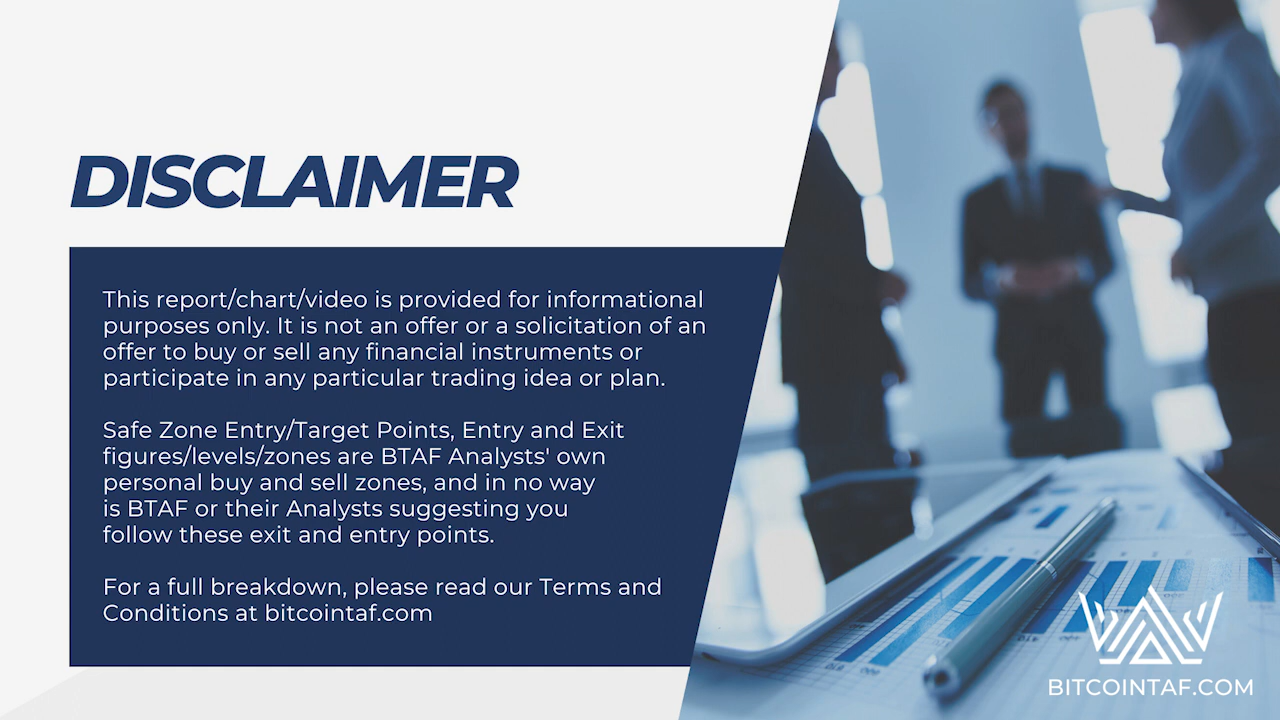 DISCLAIMER
This report/chart/video is provided for informational
purposes only. It is not an offer or a solicitation of an
offer to buy or sell any financial instruments or
participate in any particular trading idea or plan.
Safe Zone Entry/Target Points, Entry and Exit
figures/levels/zones are BTAF Analysts' own
personal buy and sell zones, and in no way
is BTAF or their Analysts suggesting you
follow these exit and entry points.
For a full breakdown, please read our Terms and
Conditions at bitcointaf.com
BITCOINTAF.COM